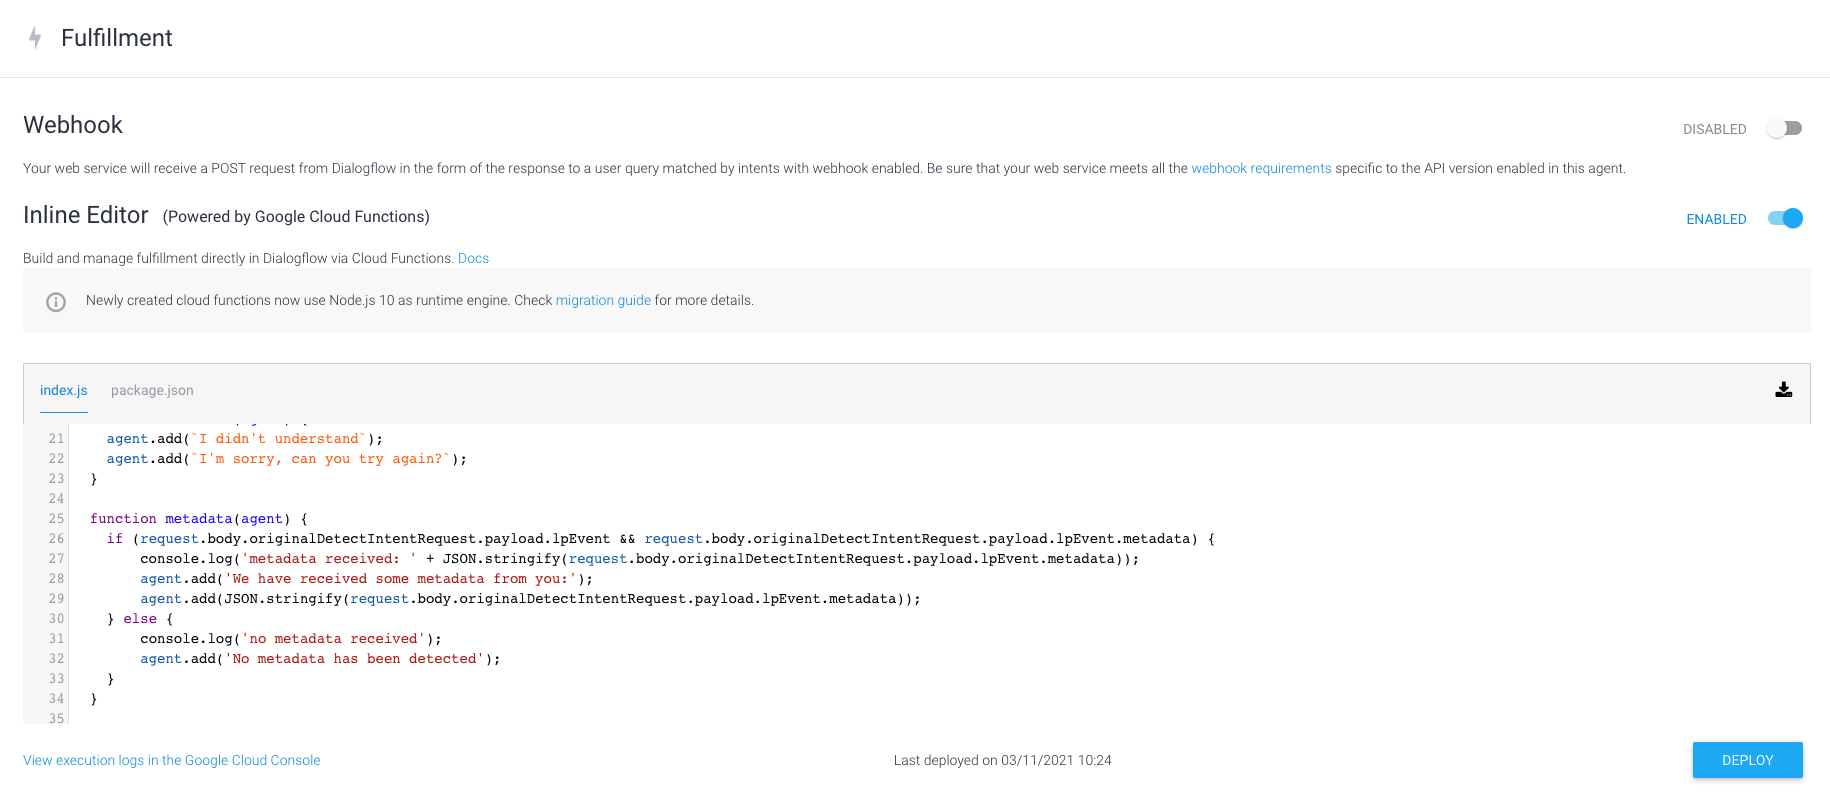 Fulfillment
Webhook
DISABLED
Your web service will receive a POST request from Dialogflow in the form of the response to a user query matched by intents with webhook enabled. Be sure that your web service meets all the webhook requirements specific to the API version enabled in this agent.
Inline Editor (Powered by Google Cloud Functions)
ENABLED
Build and manage fulfillment directly in Dialogflow via Cloud Functions. Docs
Newly created cloud functions now use Node.js 10 as runtime engine. Check migration guide for more details.
index.js package.json
21 agent.add(`I didn't understand`);
22 agent.add(`I'm sorry, can you try again?`);
23 }
24
25 function metadata(agent) {
26 if (request.body.originalDetectIntentRequest.payload.lpEvent && request.body.originalDetectIntentRequest.payload.lpEvent.metadata) {
27 console.log('metadata received: ' + JSON.stringify(request.body.originalDetectIntentRequest.payload.lpEvent.metadata));
28 agent.add('We have received some metadata from you:');
29 agent.add(JSON.stringify(request.body.originalDetectIntentRequest.payload.lpEvent.metadata));
30 } else {
31 console.log('no metadata received');
32 agent.add('No metadata has been detected');
33 }
34 }
35
View execution logs in the Google Cloud Console
Last deployed on 03/11/2021 10:24
DEPLOY